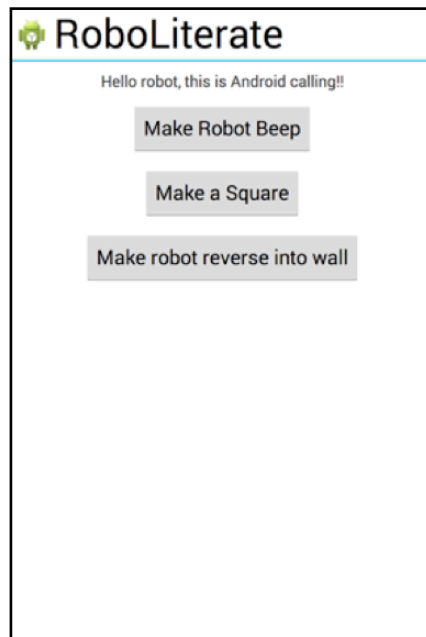 RoboLiterate
Hello robot, this is Android calling!!
Make Robot Beep
Make a Square
Make robot reverse into wall